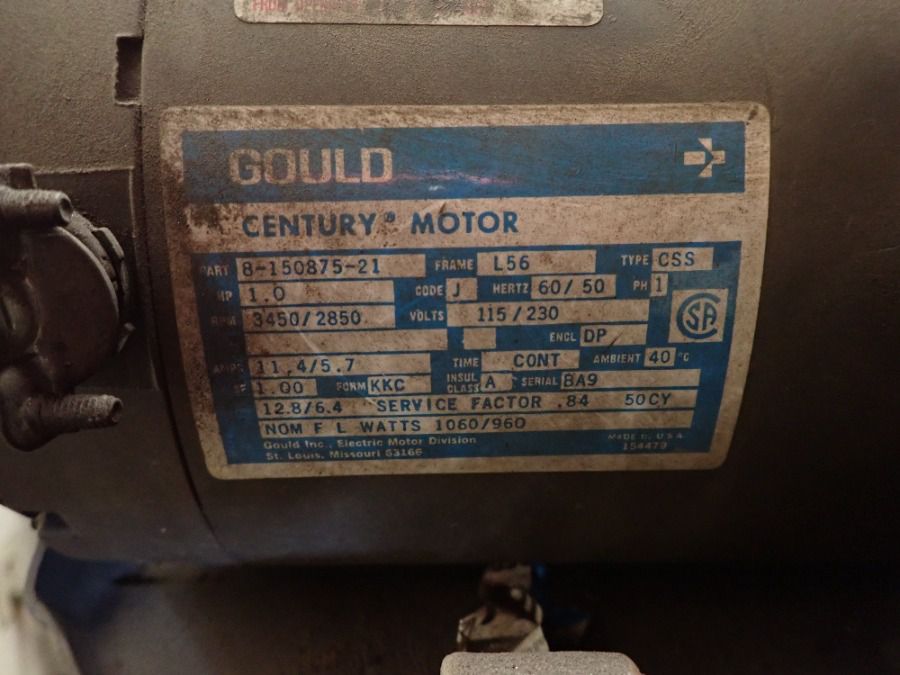 FROM
GOULD
CENTURY® MOTOR
PART 8-150875-21 FRAME L56 TYPE CSS
HP 1.0 CODE J HERTZ 60/50 PH 1
RPM 3450/2850 VOLTS 115/230 CSA
ENCL DP
AMPS 11.4/5.7 TIME CONT AMBIENT 40 °C
SF 1.00 FORM KKC INSUL CLASS A SERIAL BA9
12.8/6.4 SERVICE FACTOR .84 50CY
NOM F L WATTS 1060/960
Gould Inc., Electric Motor Division MADE IN U.S.A.
St. Louis, Missouri 63166 154479